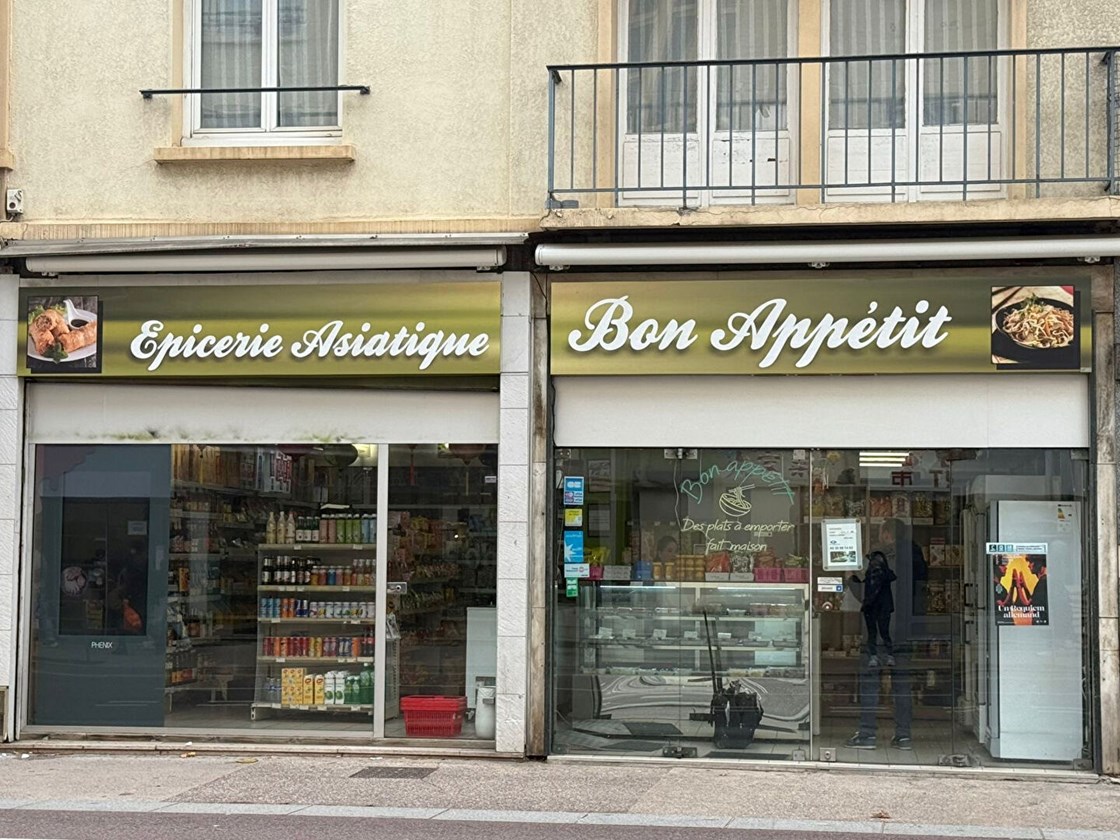 Epicerie Asiatique
Bon Appétit
Bon appétit
Des plats à emporter
fait maison
PHENIX
Un Requiem
allemand